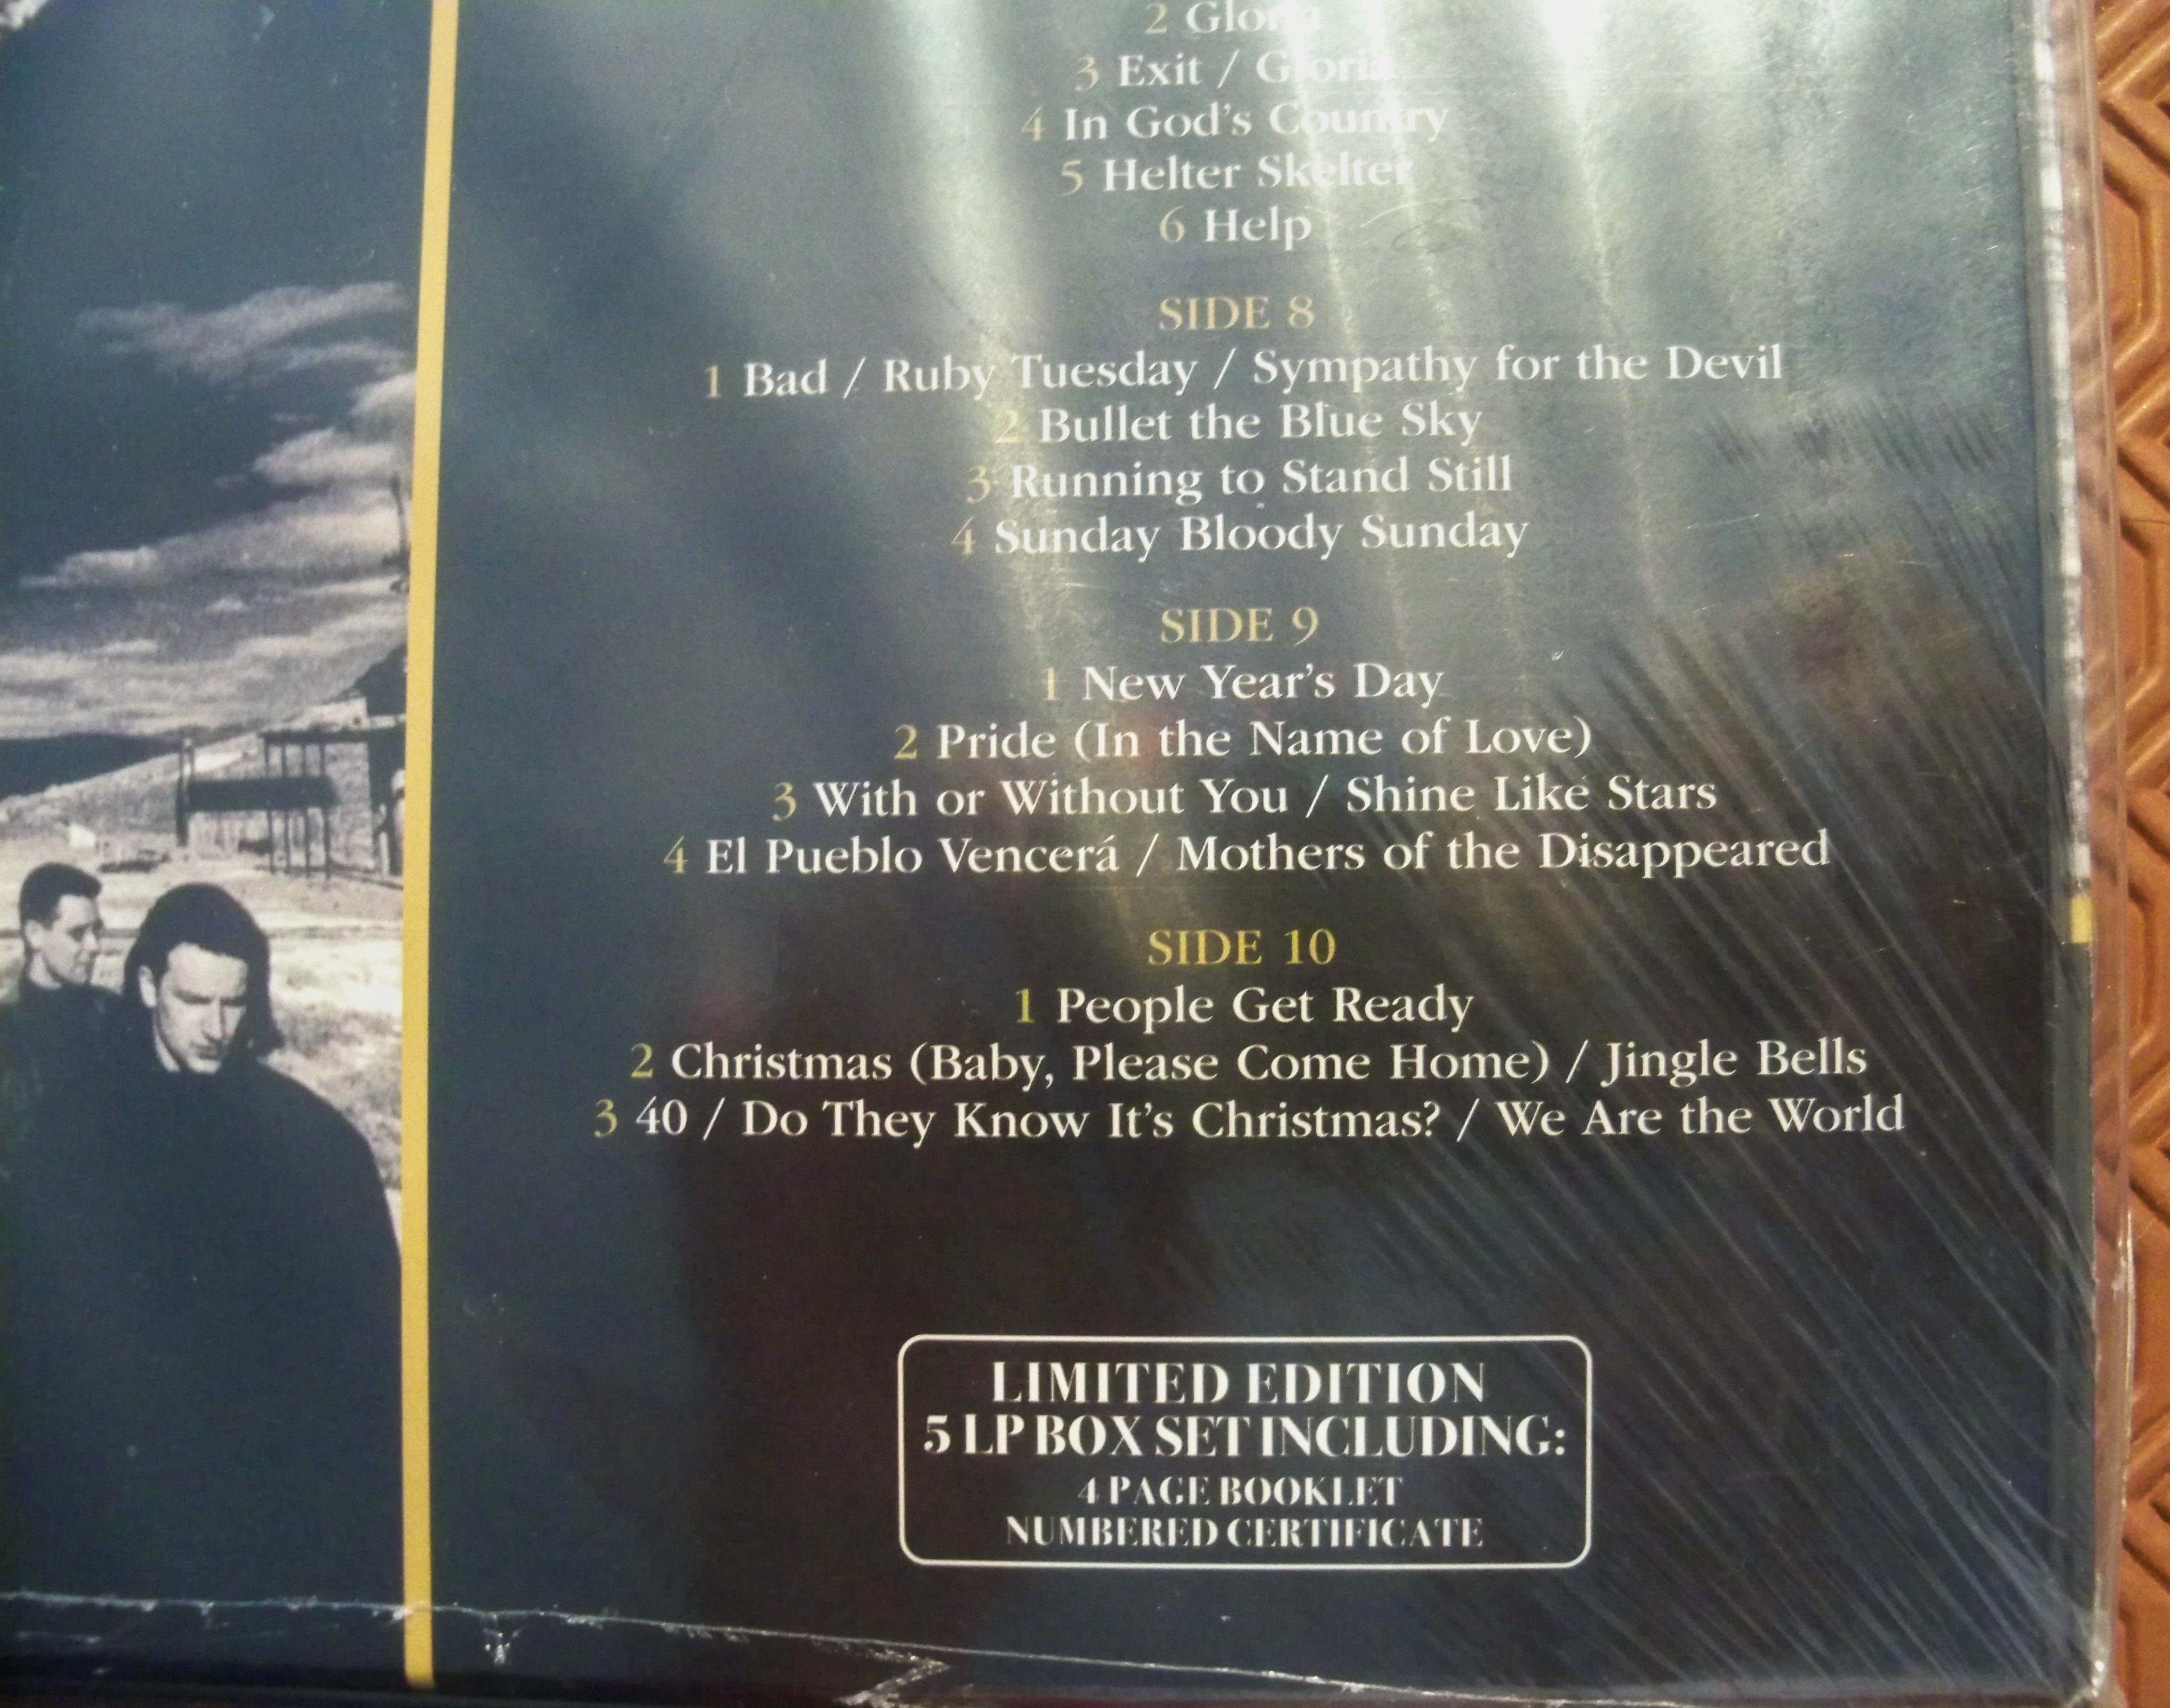 2 Gloria
3 Exit / Gloria
4 In God's Country
5 Helter Skelter
6 Help
SIDE 8
1 Bad / Ruby Tuesday / Sympathy for the Devil
2 Bullet the Blue Sky
3 Running to Stand Still
4 Sunday Bloody Sunday
SIDE 9
1 New Year's Day
2 Pride (In the Name of Love)
3 With or Without You / Shine Like Stars
4 El Pueblo Vencerá / Mothers of the Disappeared
SIDE 10
1 People Get Ready
2 Christmas (Baby, Please Come Home) / Jingle Bells
3 40 / Do They Know It's Christmas? / We Are the World
LIMITED EDITION
5 LP BOX SET INCLUDING:
4 PAGE BOOKLET
NUMBERED CERTIFICATE